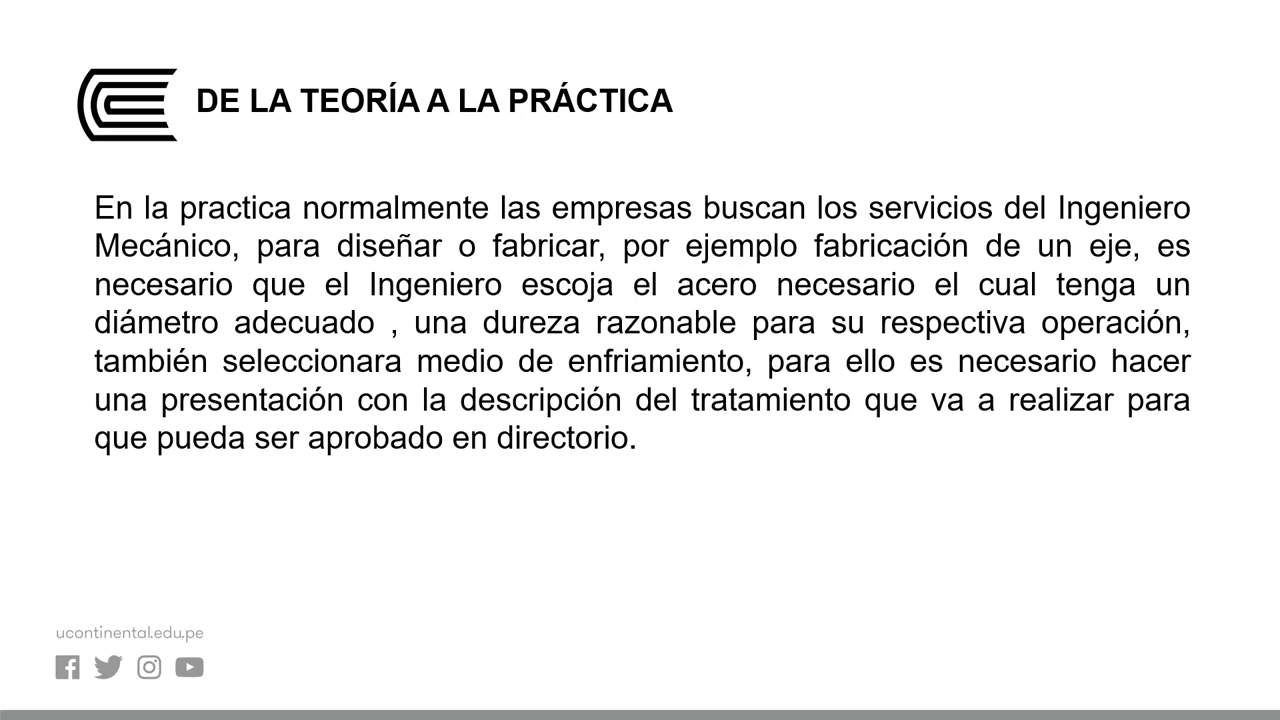 DE LA TEORÍA A LA PRÁCTICA
En la practica normalmente las empresas buscan los servicios del Ingeniero
Mecánico, para diseñar o fabricar, por ejemplo fabricación de un eje, es
necesario que el Ingeniero escoja el acero necesario el cual tenga un
diámetro adecuado , una dureza razonable para su respectiva operación,
también seleccionara medio de enfriamiento, para ello es necesario hacer
una presentación con la descripción del tratamiento que va a realizar para
que pueda ser aprobado en directorio.
ucontinental.edu.pe